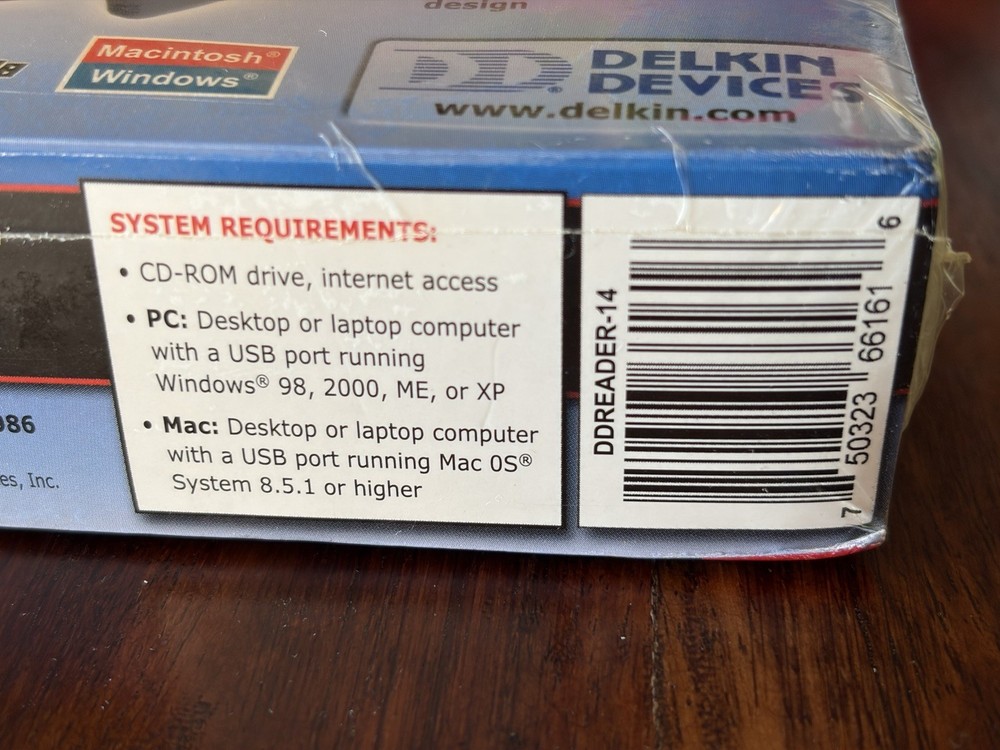 design
Macintosh®
Windows®
DELKIN
DEVICES
®
www.delkin.com
SYSTEM REQUIREMENTS:
• CD-ROM drive, internet access
• PC: Desktop or laptop computer
with a USB port running
Windows® 98, 2000, ME, or XP
• Mac: Desktop or laptop computer
with a USB port running Mac OS®
System 8.5.1 or higher
986
es, Inc.
DDREADER-14
7 50323 66161 6